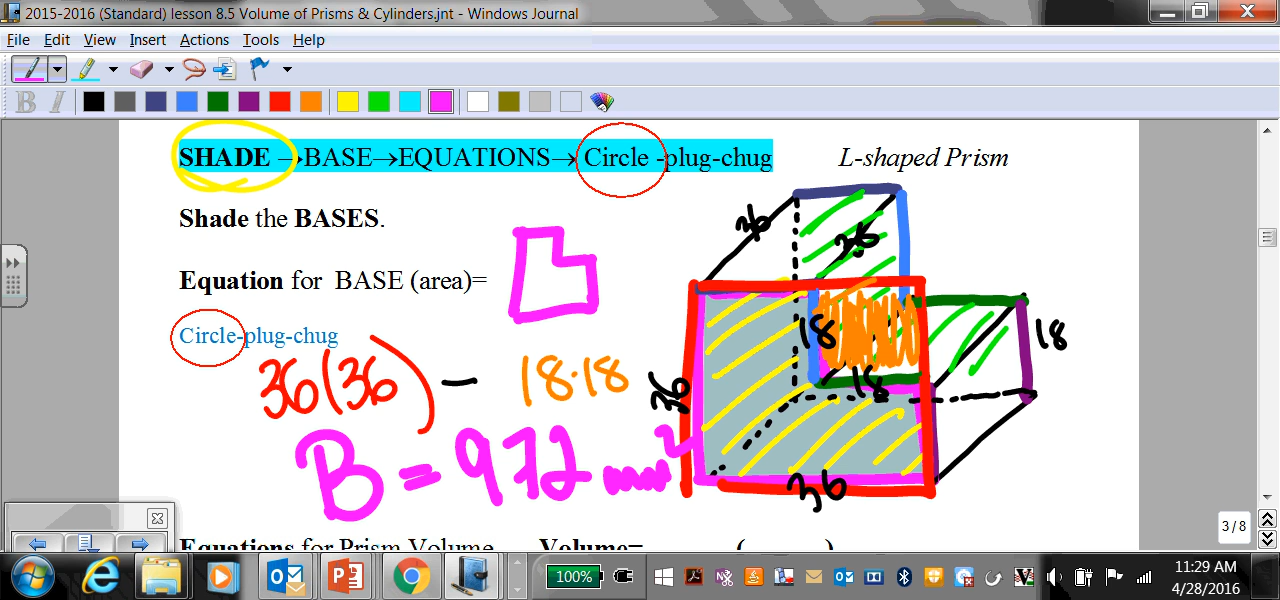 2015-2016 (Standard) lesson 8.5 Volume of Prisms & Cylinders.jnt - Windows Journal
File Edit View Insert Actions Tools Help
B I
SHADE →BASE→EQUATIONS→ Circle -plug-chug
L-shaped Prism
Shade the BASES.
Equation for BASE (area)=
Circle-plug-chug
36(36) - 18·18
B = 972 mm²
36
36
18
18
18
36
36
3 / 8
Equations for Prism Volume Volume= (
)
100%
11:29 AM
4/28/2016